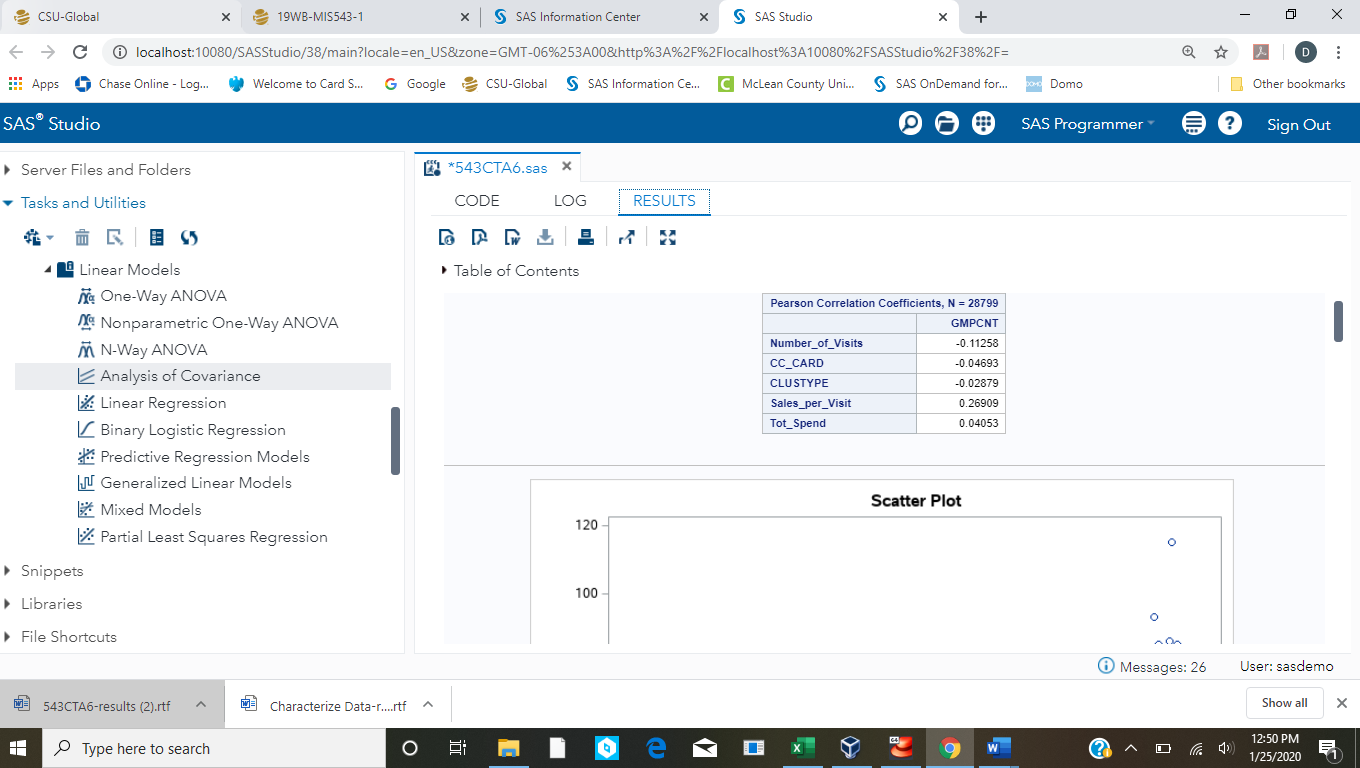 CSU-Global
19WB-MIS543-1
SAS Information Center
SAS Studio
localhost:10080/SASStudio/38/main?locale=en_US&zone=GMT-06%253A00&http%3A%2F%2Flocalhost%3A10080%2FSASStudio%2F38%2F=
D
Apps
Chase Online - Log...
Welcome to Card S...
Google
CSU-Global
SAS Information Ce...
McLean County Uni...
SAS OnDemand for...
DOMO
Domo
Other bookmarks
SAS® Studio
SAS Programmer
Sign Out
Server Files and Folders
Tasks and Utilities
Linear Models
One-Way ANOVA
Nonparametric One-Way ANOVA
N-Way ANOVA
Analysis of Covariance
Linear Regression
Binary Logistic Regression
Predictive Regression Models
Generalized Linear Models
Mixed Models
Partial Least Squares Regression
Snippets
Libraries
File Shortcuts
*543CTA6.sas
CODE LOG RESULTS
Table of Contents
Pearson Correlation Coefficients, N = 28799
GMPCNT
Number_of_Visits -0.11258
CC_CARD -0.04693
CLUSTYPE -0.02879
Sales_per_Visit 0.26909
Tot_Spend 0.04053
Scatter Plot
120
100
Messages: 26
User: sasdemo
543CTA6-results (2).rtf
Characterize Data-r....rtf
Show all
Type here to search
12:50 PM
1/25/2020
1